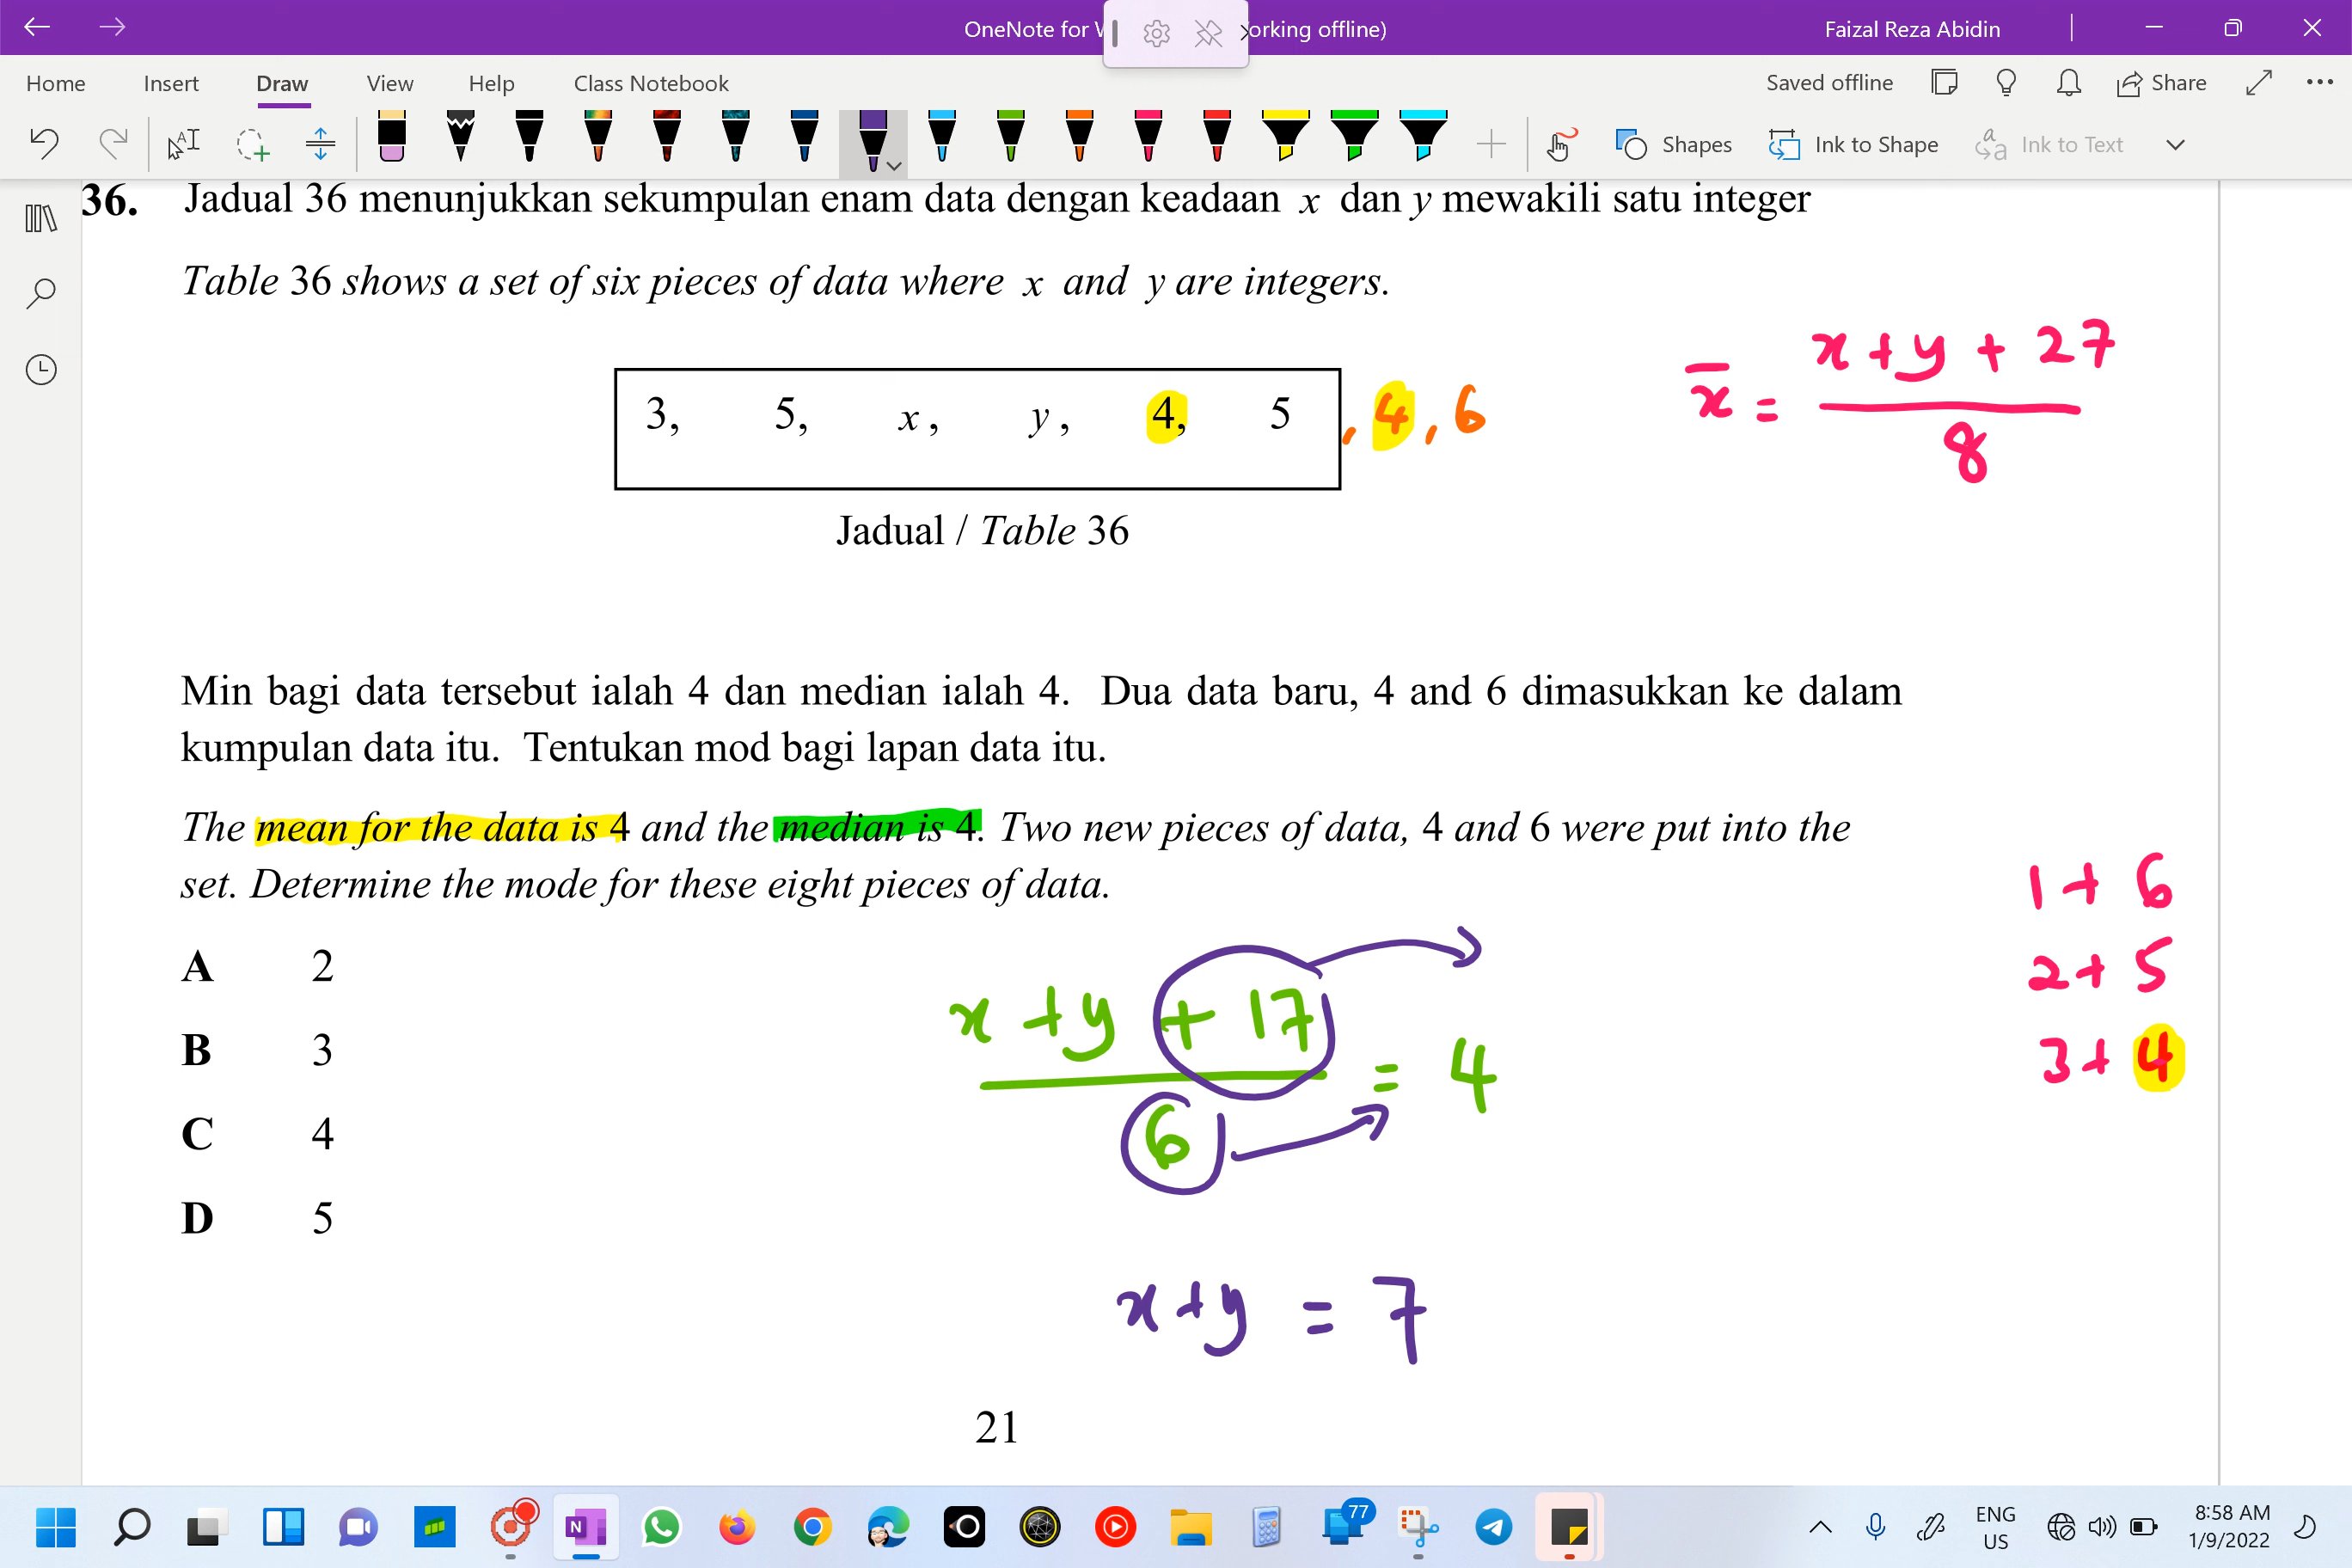 OneNote for W orking offline)
Faizal Reza Abidin
Home Insert Draw View Help Class Notebook
Saved offline Share
Shapes Ink to Shape Ink to Text
36. Jadual 36 menunjukkan sekumpulan enam data dengan keadaan x dan y mewakili satu integer
Table 36 shows a set of six pieces of data where x and y are integers.
3, 5, x, y, 4, 5 , 4, 6
x̄ = x+y + 27
8
Jadual / Table 36
Min bagi data tersebut ialah 4 dan median ialah 4. Dua data baru, 4 and 6 dimasukkan ke dalam
kumpulan data itu. Tentukan mod bagi lapan data itu.
The mean for the data is 4 and the median is 4. Two new pieces of data, 4 and 6 were put into the
set. Determine the mode for these eight pieces of data.
A 2
B 3
C 4
D 5
x + y + 17
6
= 4
x + y = 7
1 + 6
2 + 5
3 + 4
21
77
ENG
US
8:58 AM
1/9/2022